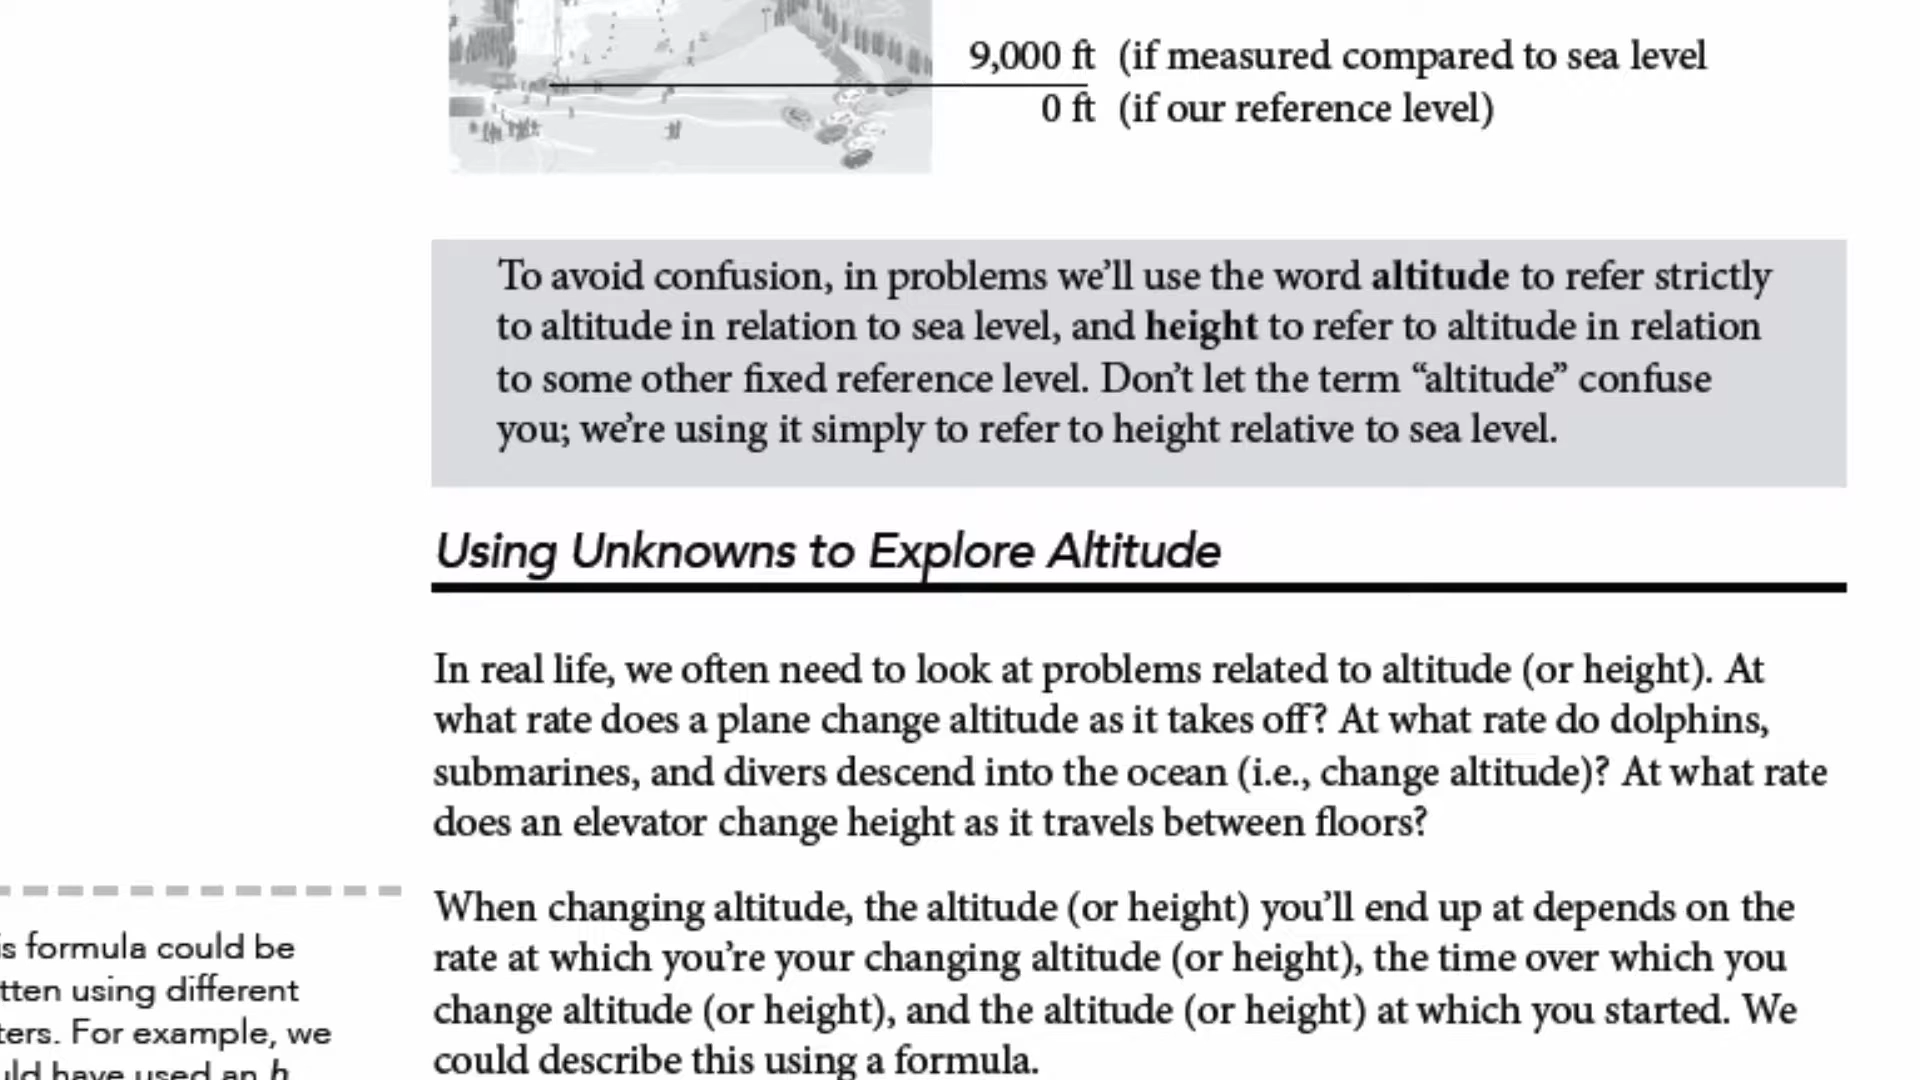 9,000 ft (if measured compared to sea level
0 ft (if our reference level)
To avoid confusion, in problems we’ll use the word altitude to refer strictly
to altitude in relation to sea level, and height to refer to altitude in relation
to some other fixed reference level. Don’t let the term “altitude” confuse
you; we’re using it simply to refer to height relative to sea level.
Using Unknowns to Explore Altitude
In real life, we often need to look at problems related to altitude (or height). At
what rate does a plane change altitude as it takes off? At what rate do dolphins,
submarines, and divers descend into the ocean (i.e., change altitude)? At what rate
does an elevator change height as it travels between floors?
When changing altitude, the altitude (or height) you’ll end up at depends on the
rate at which you’re your changing altitude (or height), the time over which you
change altitude (or height), and the altitude (or height) at which you started. We
could describe this using a formula.
is formula could be
tten using different
ters. For example, we
uld have used an h